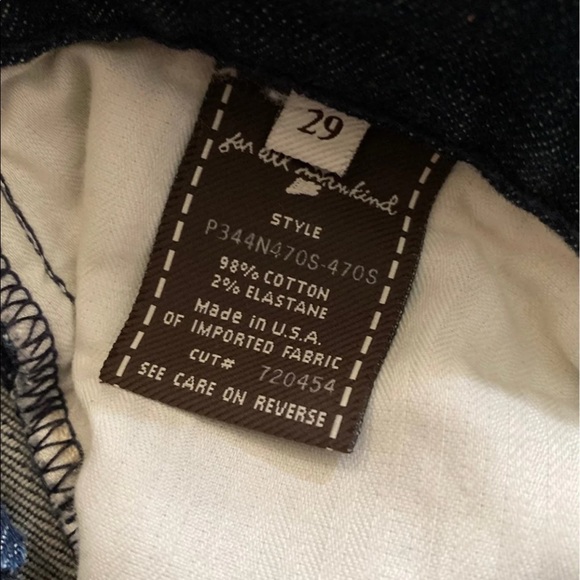 29
for all mankind
STYLE
P344N470S-470S
98% COTTON
2% ELASTANE
Made in U.S.A.
OF IMPORTED FABRIC
CUT# 720454
SEE CARE ON REVERSE